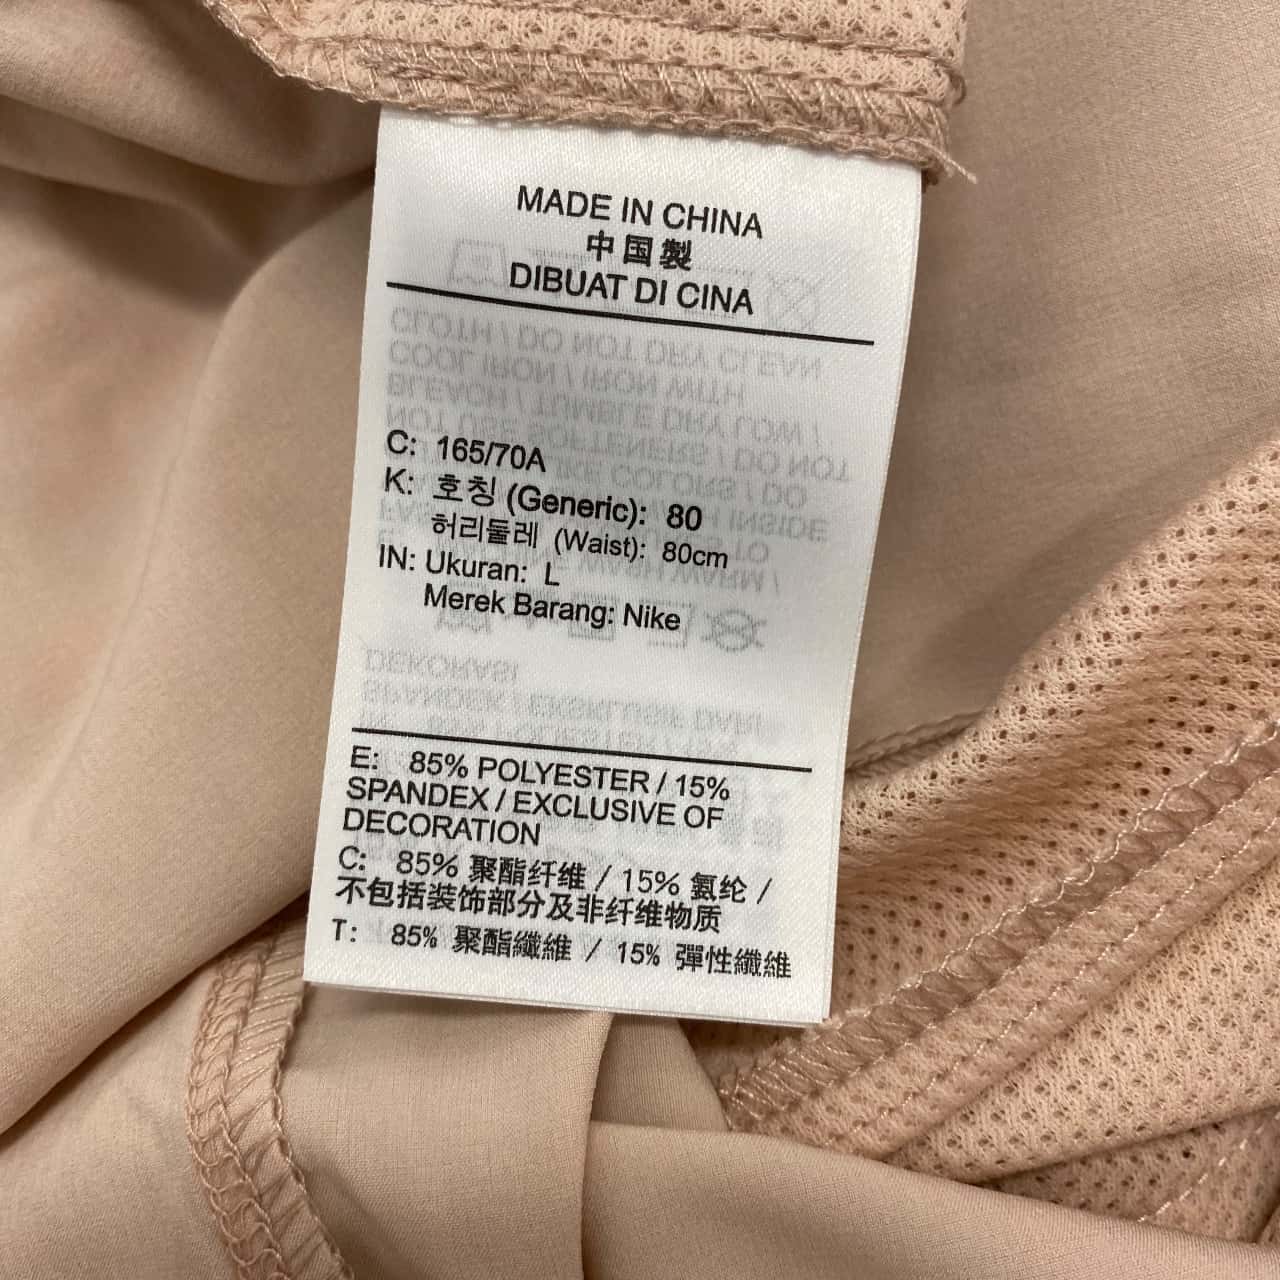 MADE IN CHINA
中国製
DIBUAT DI CINA
C: 165/70A
K: 호칭 (Generic): 80
허리둘레 (Waist): 80cm
IN: Ukuran: L
Merek Barang: Nike
E: 85% POLYESTER / 15%
SPANDEX / EXCLUSIVE OF
DECORATION
C: 85% 聚酯纤维 / 15% 氨纶 /
不包括装饰部分及非纤维物质
T: 85% 聚酯纖維 / 15% 彈性纖維